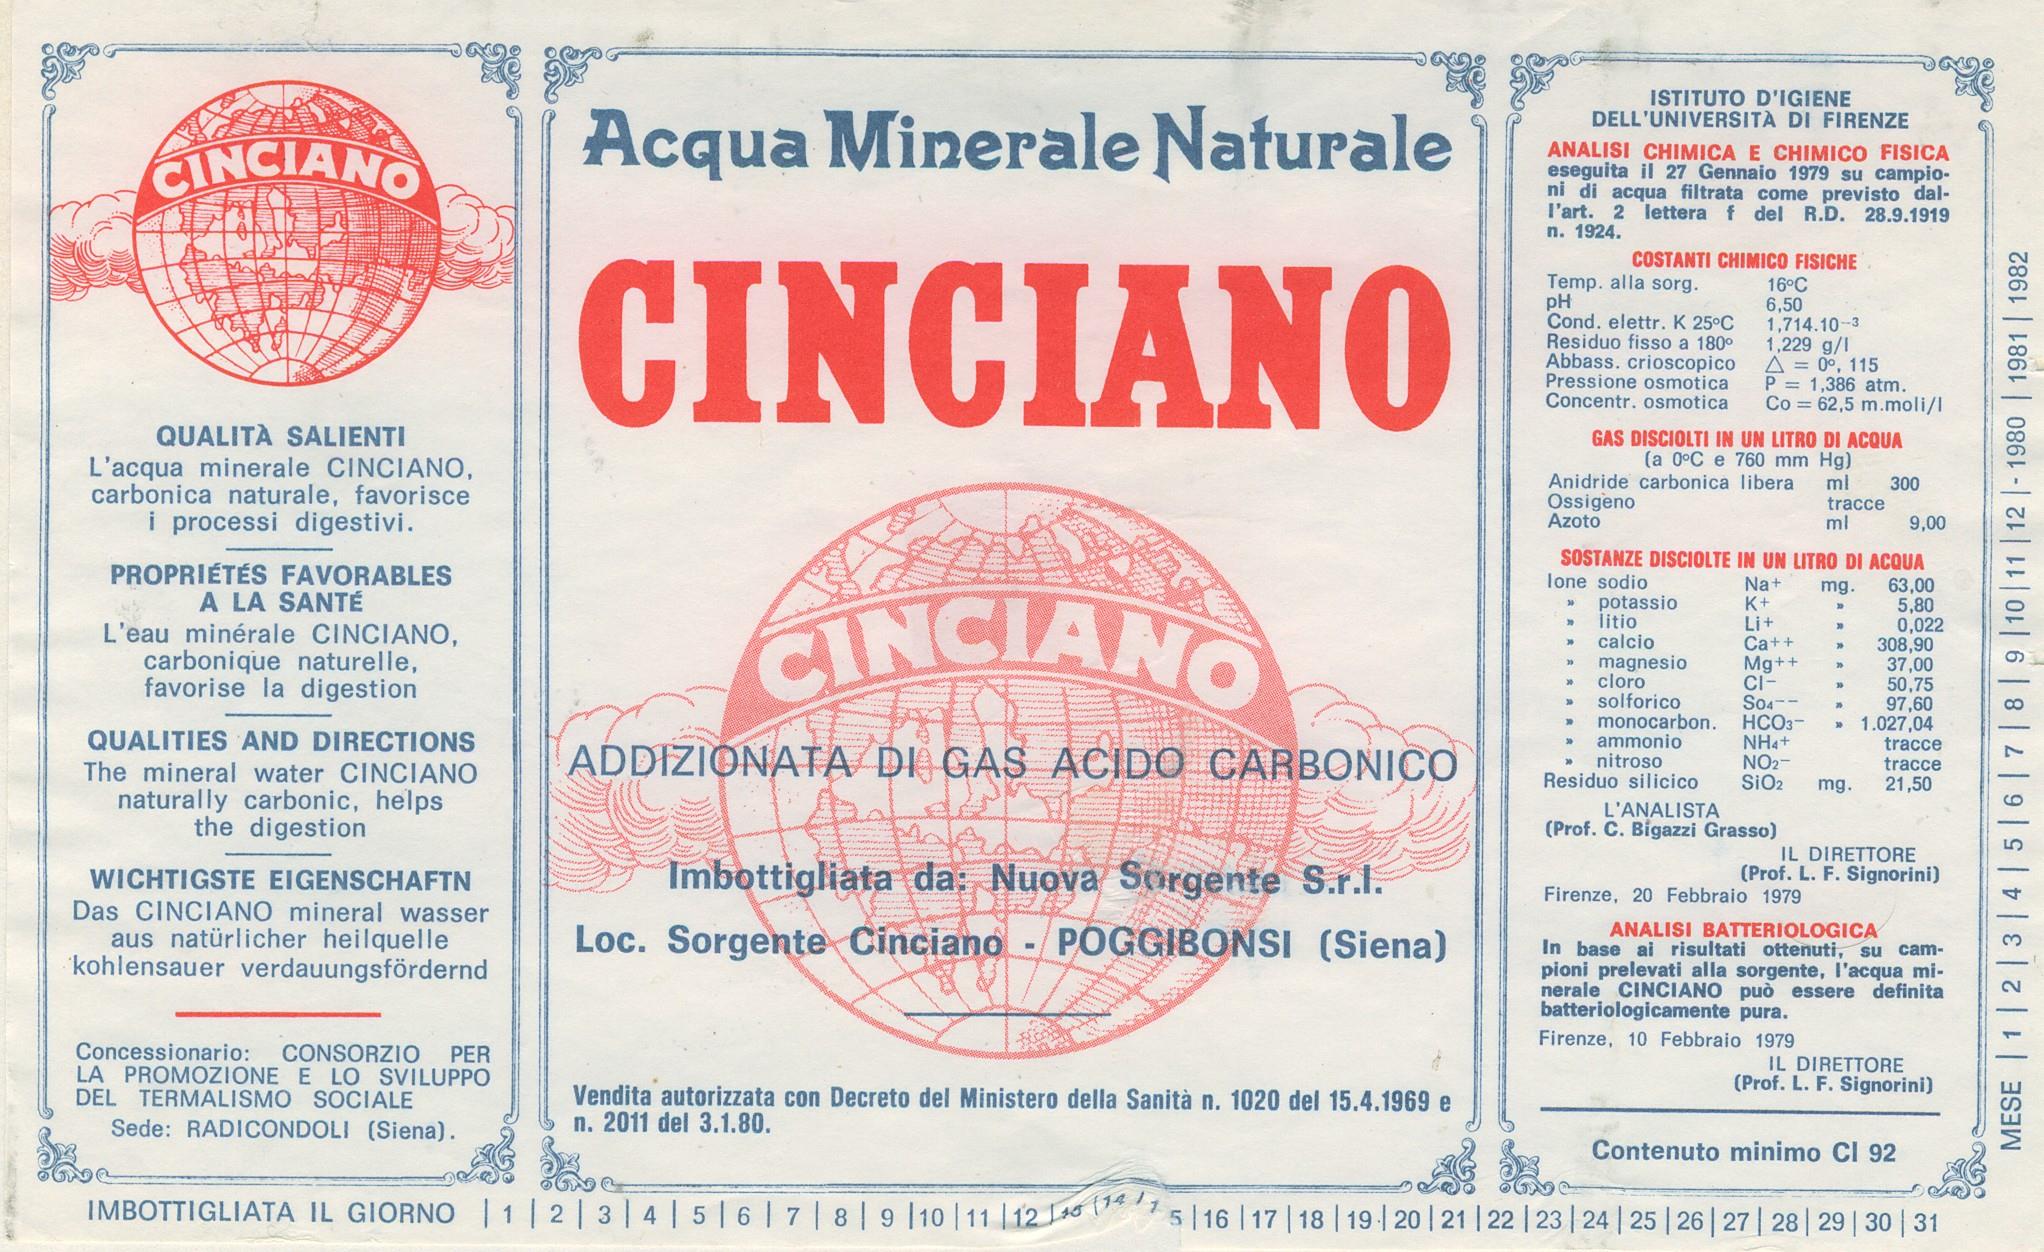 CINCIANO
QUALITÀ SALIENTI
L'acqua minerale CINCIANO,
carbonica naturale, favorisce
i processi digestivi.
PROPRIÉTÉS FAVORABLES
A LA SANTÉ
L'eau minérale CINCIANO,
carbonique naturelle,
favorise la digestion
QUALITIES AND DIRECTIONS
The mineral water CINCIANO
naturally carbonic, helps
the digestion
WICHTIGSTE EIGENSCHAFTN
Das CINCIANO mineral wasser
aus natürlicher heilquelle
kohlensauer verdauungsfördernd
Concessionario: CONSORZIO PER
LA PROMOZIONE E LO SVILUPPO
DEL TERMALISMO SOCIALE
Sede: RADICONDOLI (Siena).
Acqua Minerale Naturale
CINCIANO
CINCIANO
ADDIZIONATA DI GAS ACIDO CARBONICO
Imbottigliata da: Nuova Sorgente S.r.l.
Loc. Sorgente Cinciano - POGGIBONSI (Siena)
Vendita autorizzata con Decreto del Ministero della Sanità n. 1020 del 15.4.1969 e
n. 2011 del 3.1.80.
ISTITUTO D'IGIENE
DELL'UNIVERSITÀ DI FIRENZE
ANALISI CHIMICA E CHIMICO FISICA
eseguita il 27 Gennaio 1979 su campio-
ni di acqua filtrata come previsto dal-
l'art. 2 lettera f del R.D. 28.9.1919
n. 1924.
COSTANTI CHIMICO FISICHE
Temp. alla sorg. 16°C
pH 6,50
Cond. elettr. K 25°C 1,714.10⁻³
Residuo fisso a 180° 1,229 g/l
Abbass. crioscopico △ = 0°, 115
Pressione osmotica P = 1,386 atm.
Concentr. osmotica Co = 62,5 m.moli/l
GAS DISCIOLTI IN UN LITRO DI ACQUA
(a 0°C e 760 mm Hg)
Anidride carbonica libera ml 300
Ossigeno tracce
Azoto ml 9,00
SOSTANZE DISCIOLTE IN UN LITRO DI ACQUA
Ione sodio Na+ mg. 63,00
» potassio K+ » 5,80
» litio Li+ » 0,022
» calcio Ca++ » 308,90
» magnesio Mg++ » 37,00
» cloro Cl− » 50,75
» solforico So₄−− » 97,60
» monocarbon. HCO₃− » 1.027,04
» ammonio NH₄+ tracce
» nitroso NO₂− tracce
Residuo silicico SiO₂ mg. 21,50
L'ANALISTA
(Prof. C. Bigazzi Grasso)
IL DIRETTORE
(Prof. L. F. Signorini)
Firenze, 20 Febbraio 1979
ANALISI BATTERIOLOGICA
In base ai risultati ottenuti, su cam-
pioni prelevati alla sorgente, l'acqua mi-
nerale CINCIANO può essere definita
batteriologicamente pura.
Firenze, 10 Febbraio 1979
IL DIRETTORE
(Prof. L. F. Signorini)
Contenuto minimo Cl 92
MESE | 1 | 2 | 3 | 4 | 5 | 6 | 7 | 8 | 9 | 10 | 11 | 12 | - 1980 | 1981 | 1982
IMBOTTIGLIATA IL GIORNO | 1 | 2 | 3 | 4 | 5 | 6 | 7 | 8 | 9 | 10 | 11 | 12 | 13 | 14 | 15 | 16 | 17 | 18 | 19 | 20 | 21 | 22 | 23 | 24 | 25 | 26 | 27 | 28 | 29 | 30 | 31